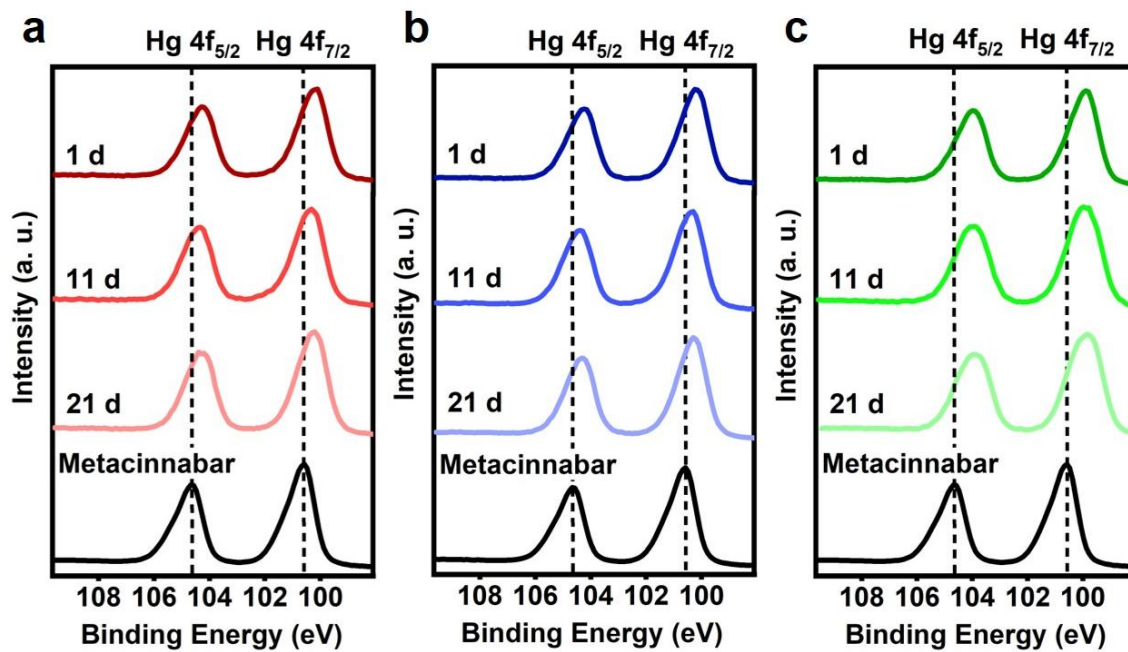 a
Hg 4f5/2 Hg 4f7/2
1 d
11 d
21 d
Metacinnabar
Intensity (a. u.)
108 106 104 102 100
Binding Energy (eV)
b
Hg 4f5/2 Hg 4f7/2
1 d
11 d
21 d
Metacinnabar
Intensity (a. u.)
108 106 104 102 100
Binding Energy (eV)
c
Hg 4f5/2 Hg 4f7/2
1 d
11 d
21 d
Metacinnabar
Intensity (a. u.)
108 106 104 102 100
Binding Energy (eV)